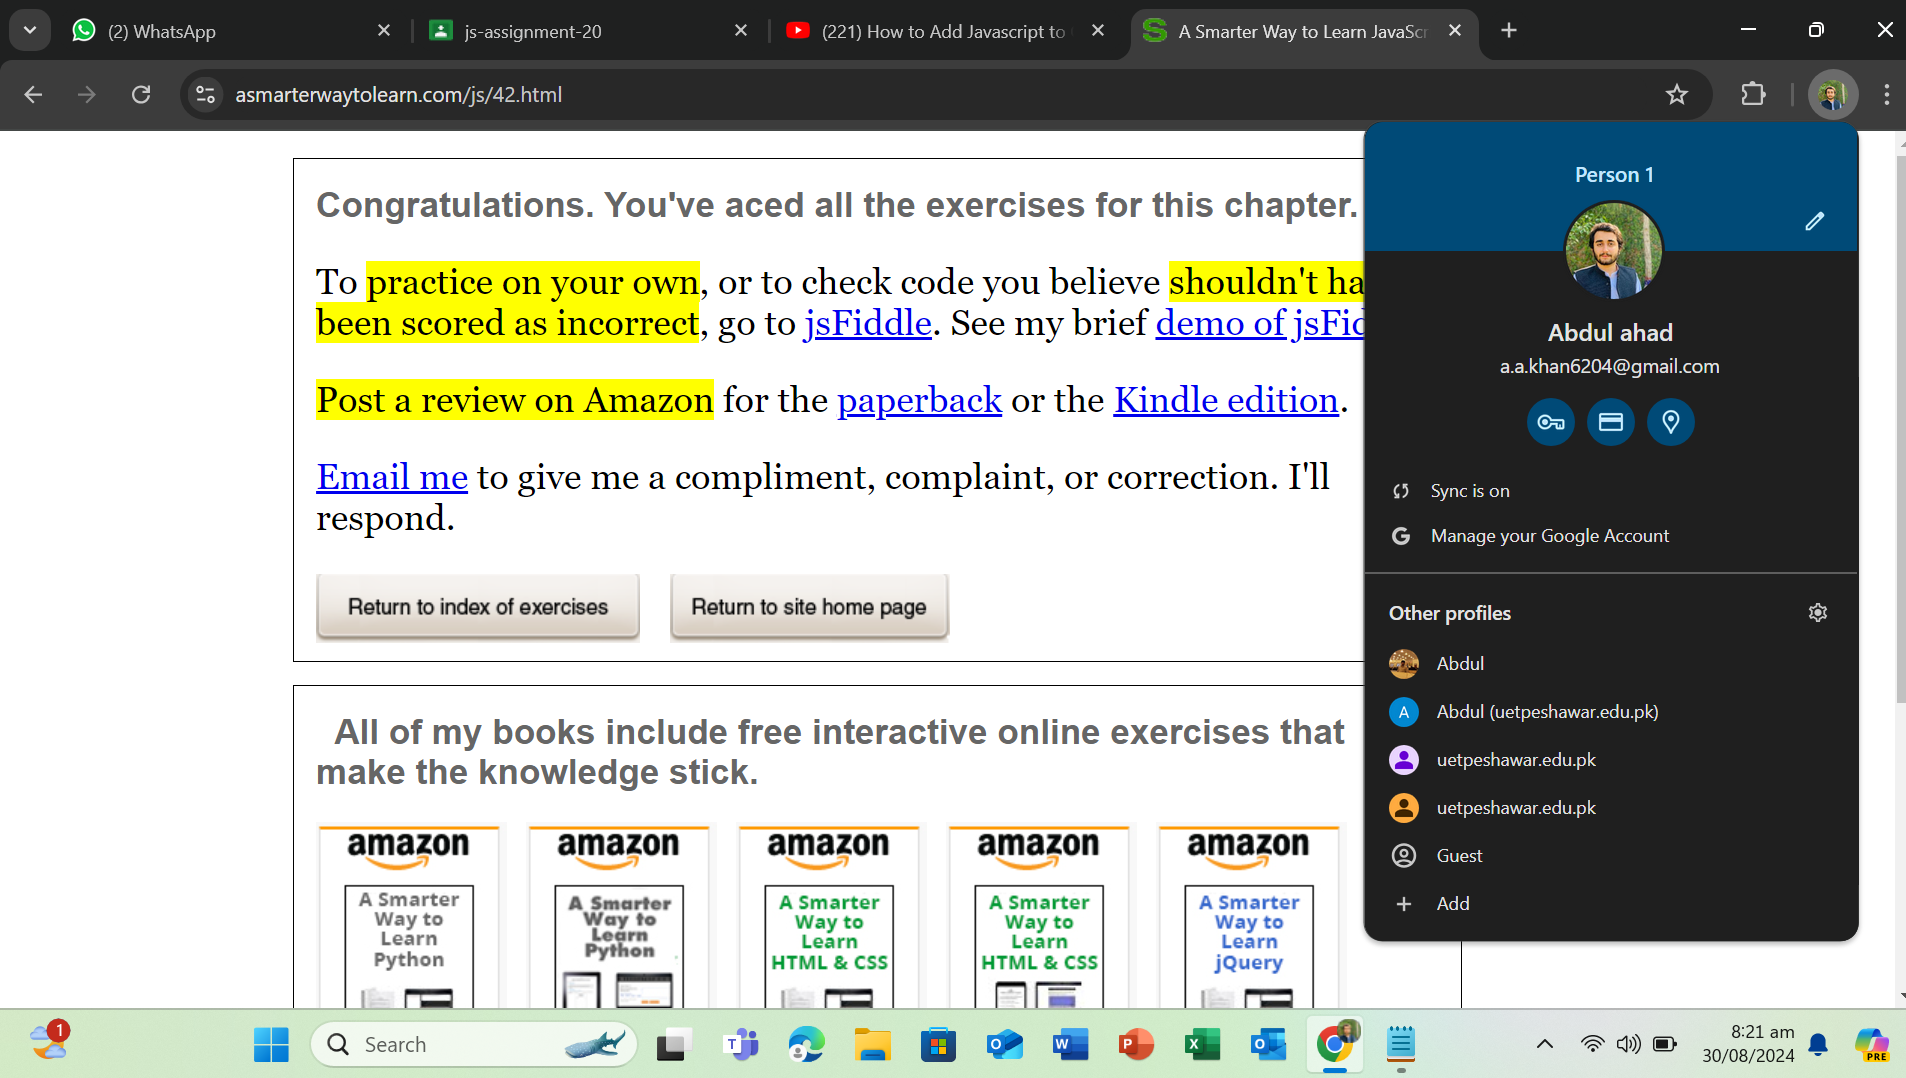 (2) WhatsApp
js-assignment-20
(221) How to Add Javascript to
A Smarter Way to Learn JavaScr
asmarterwaytolearn.com/js/42.html
Congratulations. You've aced all the exercises for this chapter.
To practice on your own, or to check code you believe shouldn't ha
been scored as incorrect, go to jsFiddle. See my brief demo of jsFid
Post a review on Amazon for the paperback or the Kindle edition.
Email me to give me a compliment, complaint, or correction. I'll
respond.
Return to index of exercises
Return to site home page
All of my books include free interactive online exercises that
make the knowledge stick.
amazon
A Smarter
Way to
Learn
Python
amazon
A Smarter
Way to
Learn
Python
amazon
A Smarter
Way to
Learn
HTML & CSS
amazon
A Smarter
Way to
Learn
HTML & CSS
amazon
A Smarter
Way to
Learn
jQuery
Person 1
Abdul ahad
a.a.khan6204@gmail.com
Sync is on
Manage your Google Account
Other profiles
Abdul
A
Abdul (uetpeshawar.edu.pk)
uetpeshawar.edu.pk
uetpeshawar.edu.pk
Guest
Add
1
Search
8:21 am
30/08/2024
PRE